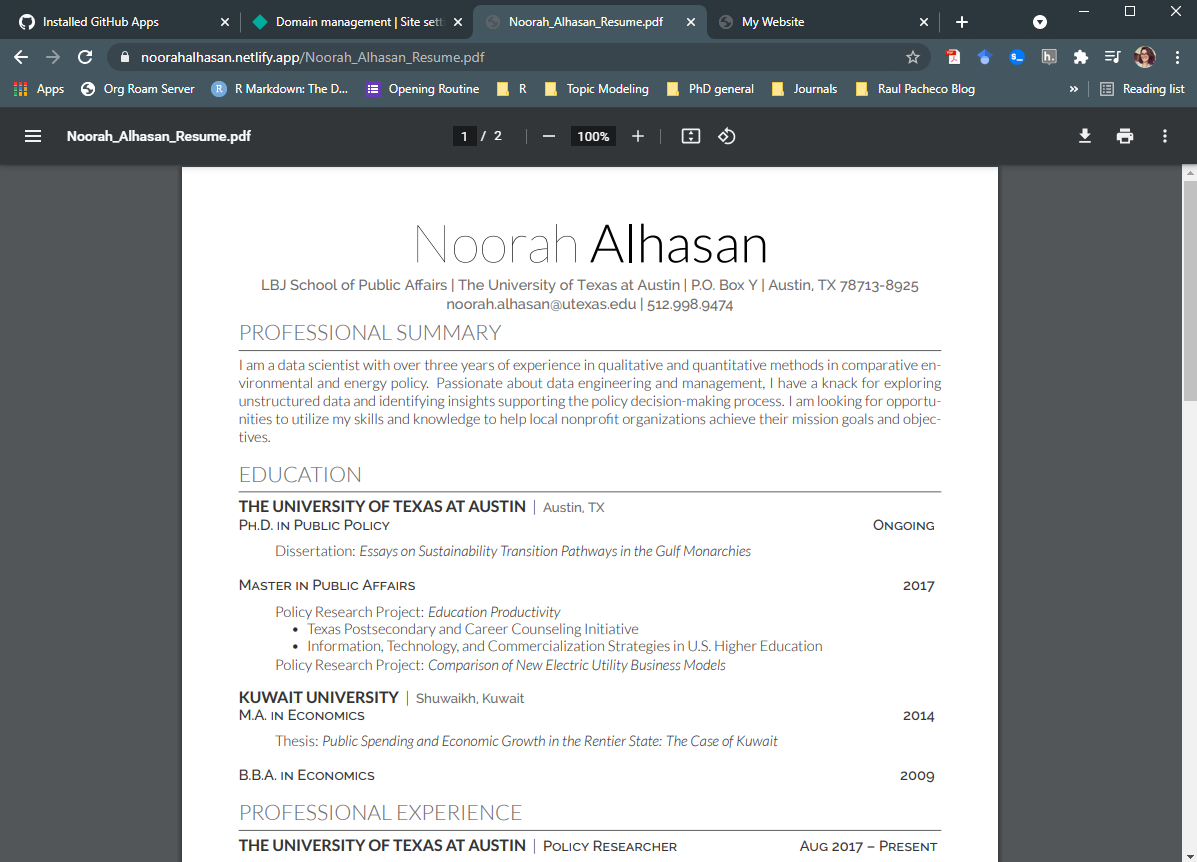 Installed GitHub Apps
Domain management | Site sett
Noorah_Alhasan_Resume.pdf
My Website
noorahalhasan.netlify.app/Noorah_Alhasan_Resume.pdf
Apps
Org Roam Server
R Markdown: The D...
Opening Routine
R
Topic Modeling
PhD general
Journals
Raul Pacheco Blog
»
Reading list
Noorah_Alhasan_Resume.pdf
1 / 2
100%
Noorah Alhasan
LBJ School of Public Affairs | The University of Texas at Austin | P.O. Box Y | Austin, TX 78713-8925
noorah.alhasan@utexas.edu | 512.998.9474
PROFESSIONAL SUMMARY
I am a data scientist with over three years of experience in qualitative and quantitative methods in comparative en-
vironmental and energy policy. Passionate about data engineering and management, I have a knack for exploring
unstructured data and identifying insights supporting the policy decision-making process. I am looking for opportu-
nities to utilize my skills and knowledge to help local nonprofit organizations achieve their mission goals and objec-
tives.
EDUCATION
THE UNIVERSITY OF TEXAS AT AUSTIN | Austin, TX
PH.D. IN PUBLIC POLICY ONGOING
Dissertation: Essays on Sustainability Transition Pathways in the Gulf Monarchies
MASTER IN PUBLIC AFFAIRS 2017
Policy Research Project: Education Productivity
• Texas Postsecondary and Career Counseling Initiative
• Information, Technology, and Commercialization Strategies in U.S. Higher Education
Policy Research Project: Comparison of New Electric Utility Business Models
KUWAIT UNIVERSITY | Shuwaikh, Kuwait
M.A. IN ECONOMICS 2014
Thesis: Public Spending and Economic Growth in the Rentier State: The Case of Kuwait
B.B.A. IN ECONOMICS 2009
PROFESSIONAL EXPERIENCE
THE UNIVERSITY OF TEXAS AT AUSTIN | POLICY RESEARCHER AUG 2017 – PRESENT